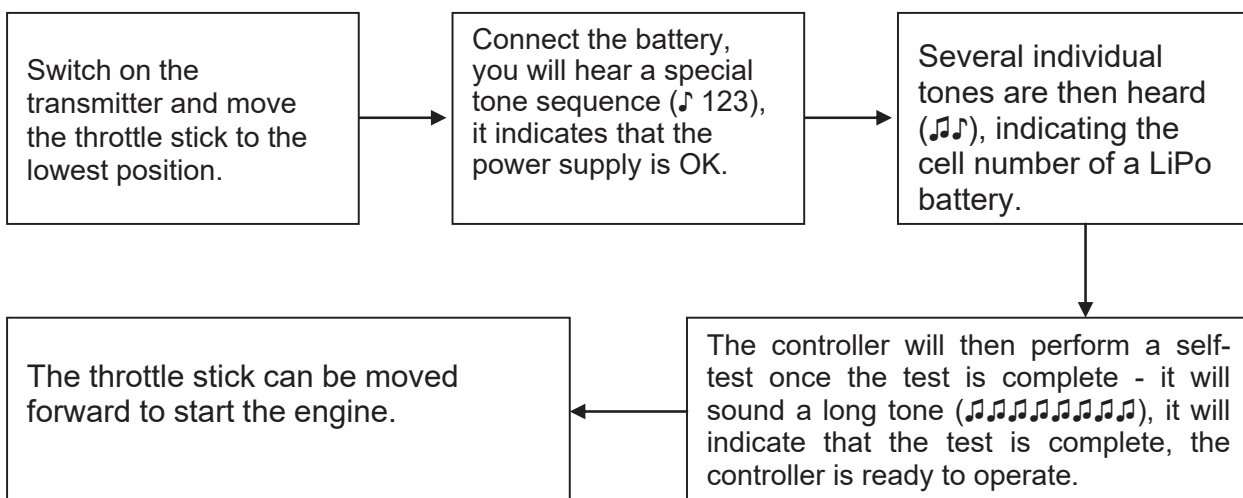 Switch on the
transmitter and move
the throttle stick to the
lowest position.
Connect the battery,
you will hear a special
tone sequence (♪ 123),
it indicates that the
power supply is OK.
Several individual
tones are then heard
(♫♪), indicating the
cell number of a LiPo
battery.
The controller will then perform a self-
test once the test is complete - it will
sound a long tone (♫♫♫♫♫♫♫♫), it will
indicate that the test is complete, the
controller is ready to operate.
The throttle stick can be moved
forward to start the engine.